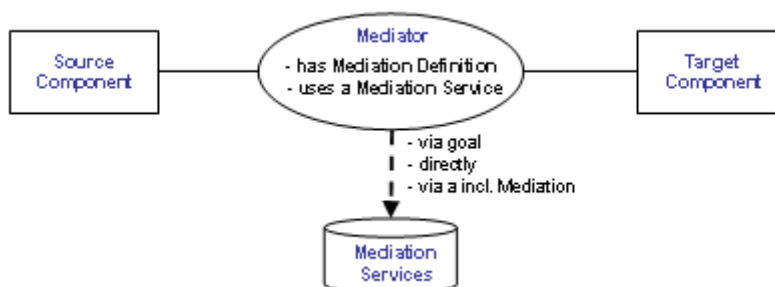 Source
Component
Mediator
- has Mediation Definition
- uses a Mediation Service
Target
Component
- via goal
- directly
- via a incl. Mediation
Mediation
Services